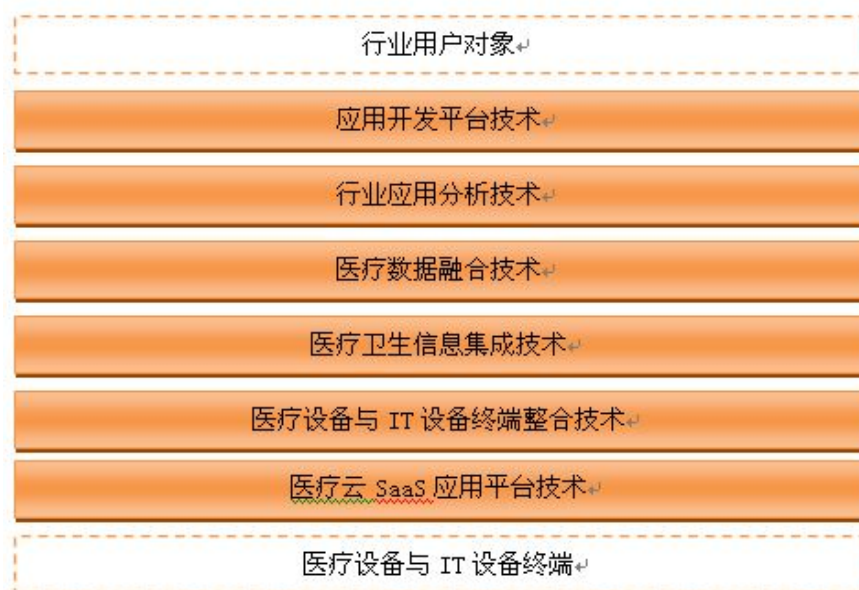 行业用户对象
应用开发平台技术
行业应用分析技术
医疗数据融合技术
医疗卫生信息集成技术
医疗设备与 IT 设备终端整合技术
医疗云 SaaS 应用平台技术
医疗设备与 IT 设备终端